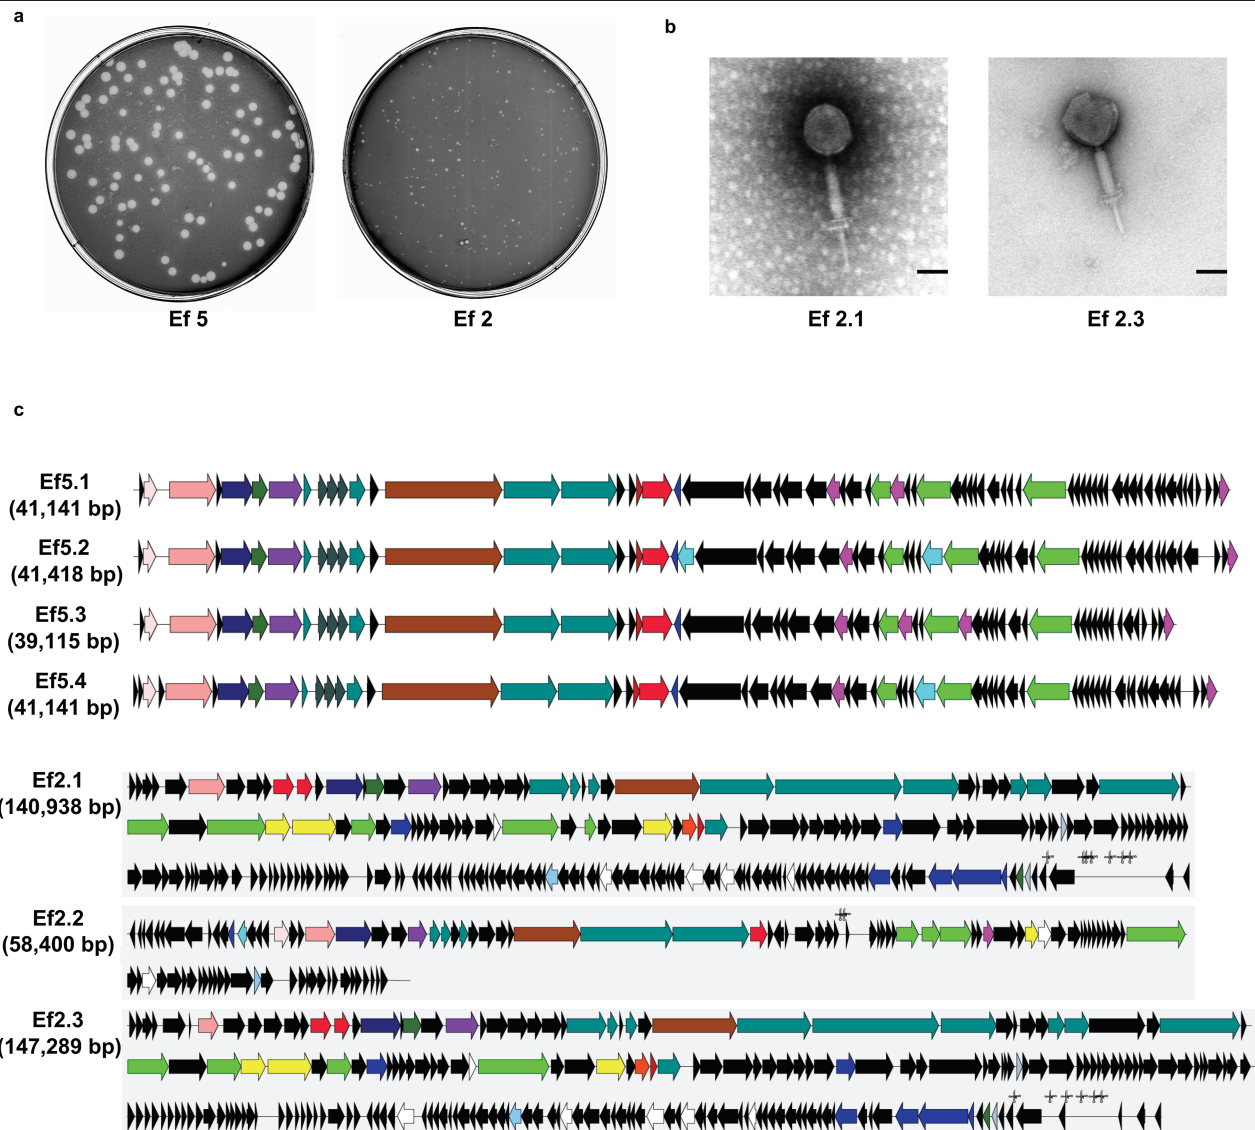 a
b
Ef 5
Ef 2
Ef 2.1
Ef 2.3
c
Ef5.1
(41,141 bp)
Ef5.2
(41,418 bp)
Ef5.3
(39,115 bp)
Ef5.4
(41,141 bp)
Ef2.1
(140,938 bp)
Ef2.2
(58,400 bp)
Ef2.3
(147,289 bp)